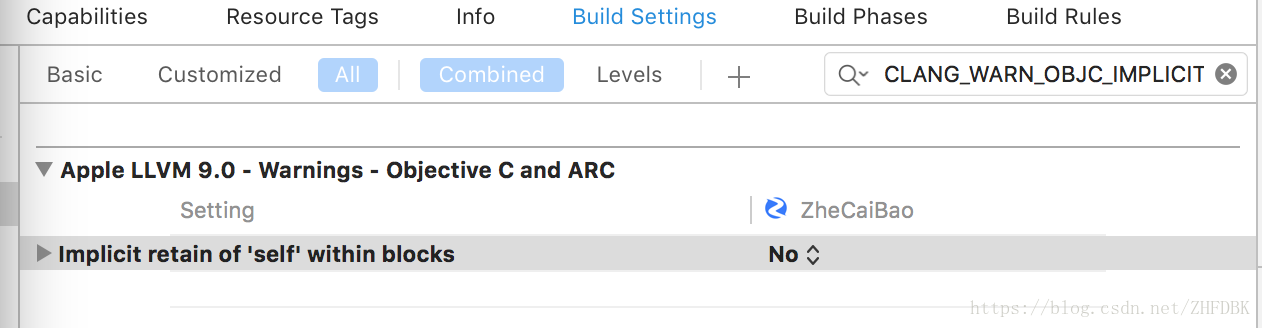 Capabilities Resource Tags Info Build Settings Build Phases Build Rules
Basic Customized All Combined Levels + CLANG_WARN_OBJC_IMPLICIT
Apple LLVM 9.0 - Warnings - Objective C and ARC
Setting ZheCaiBao
Implicit retain of 'self' within blocks No
https://blog.csdn.net/ZHFDBK